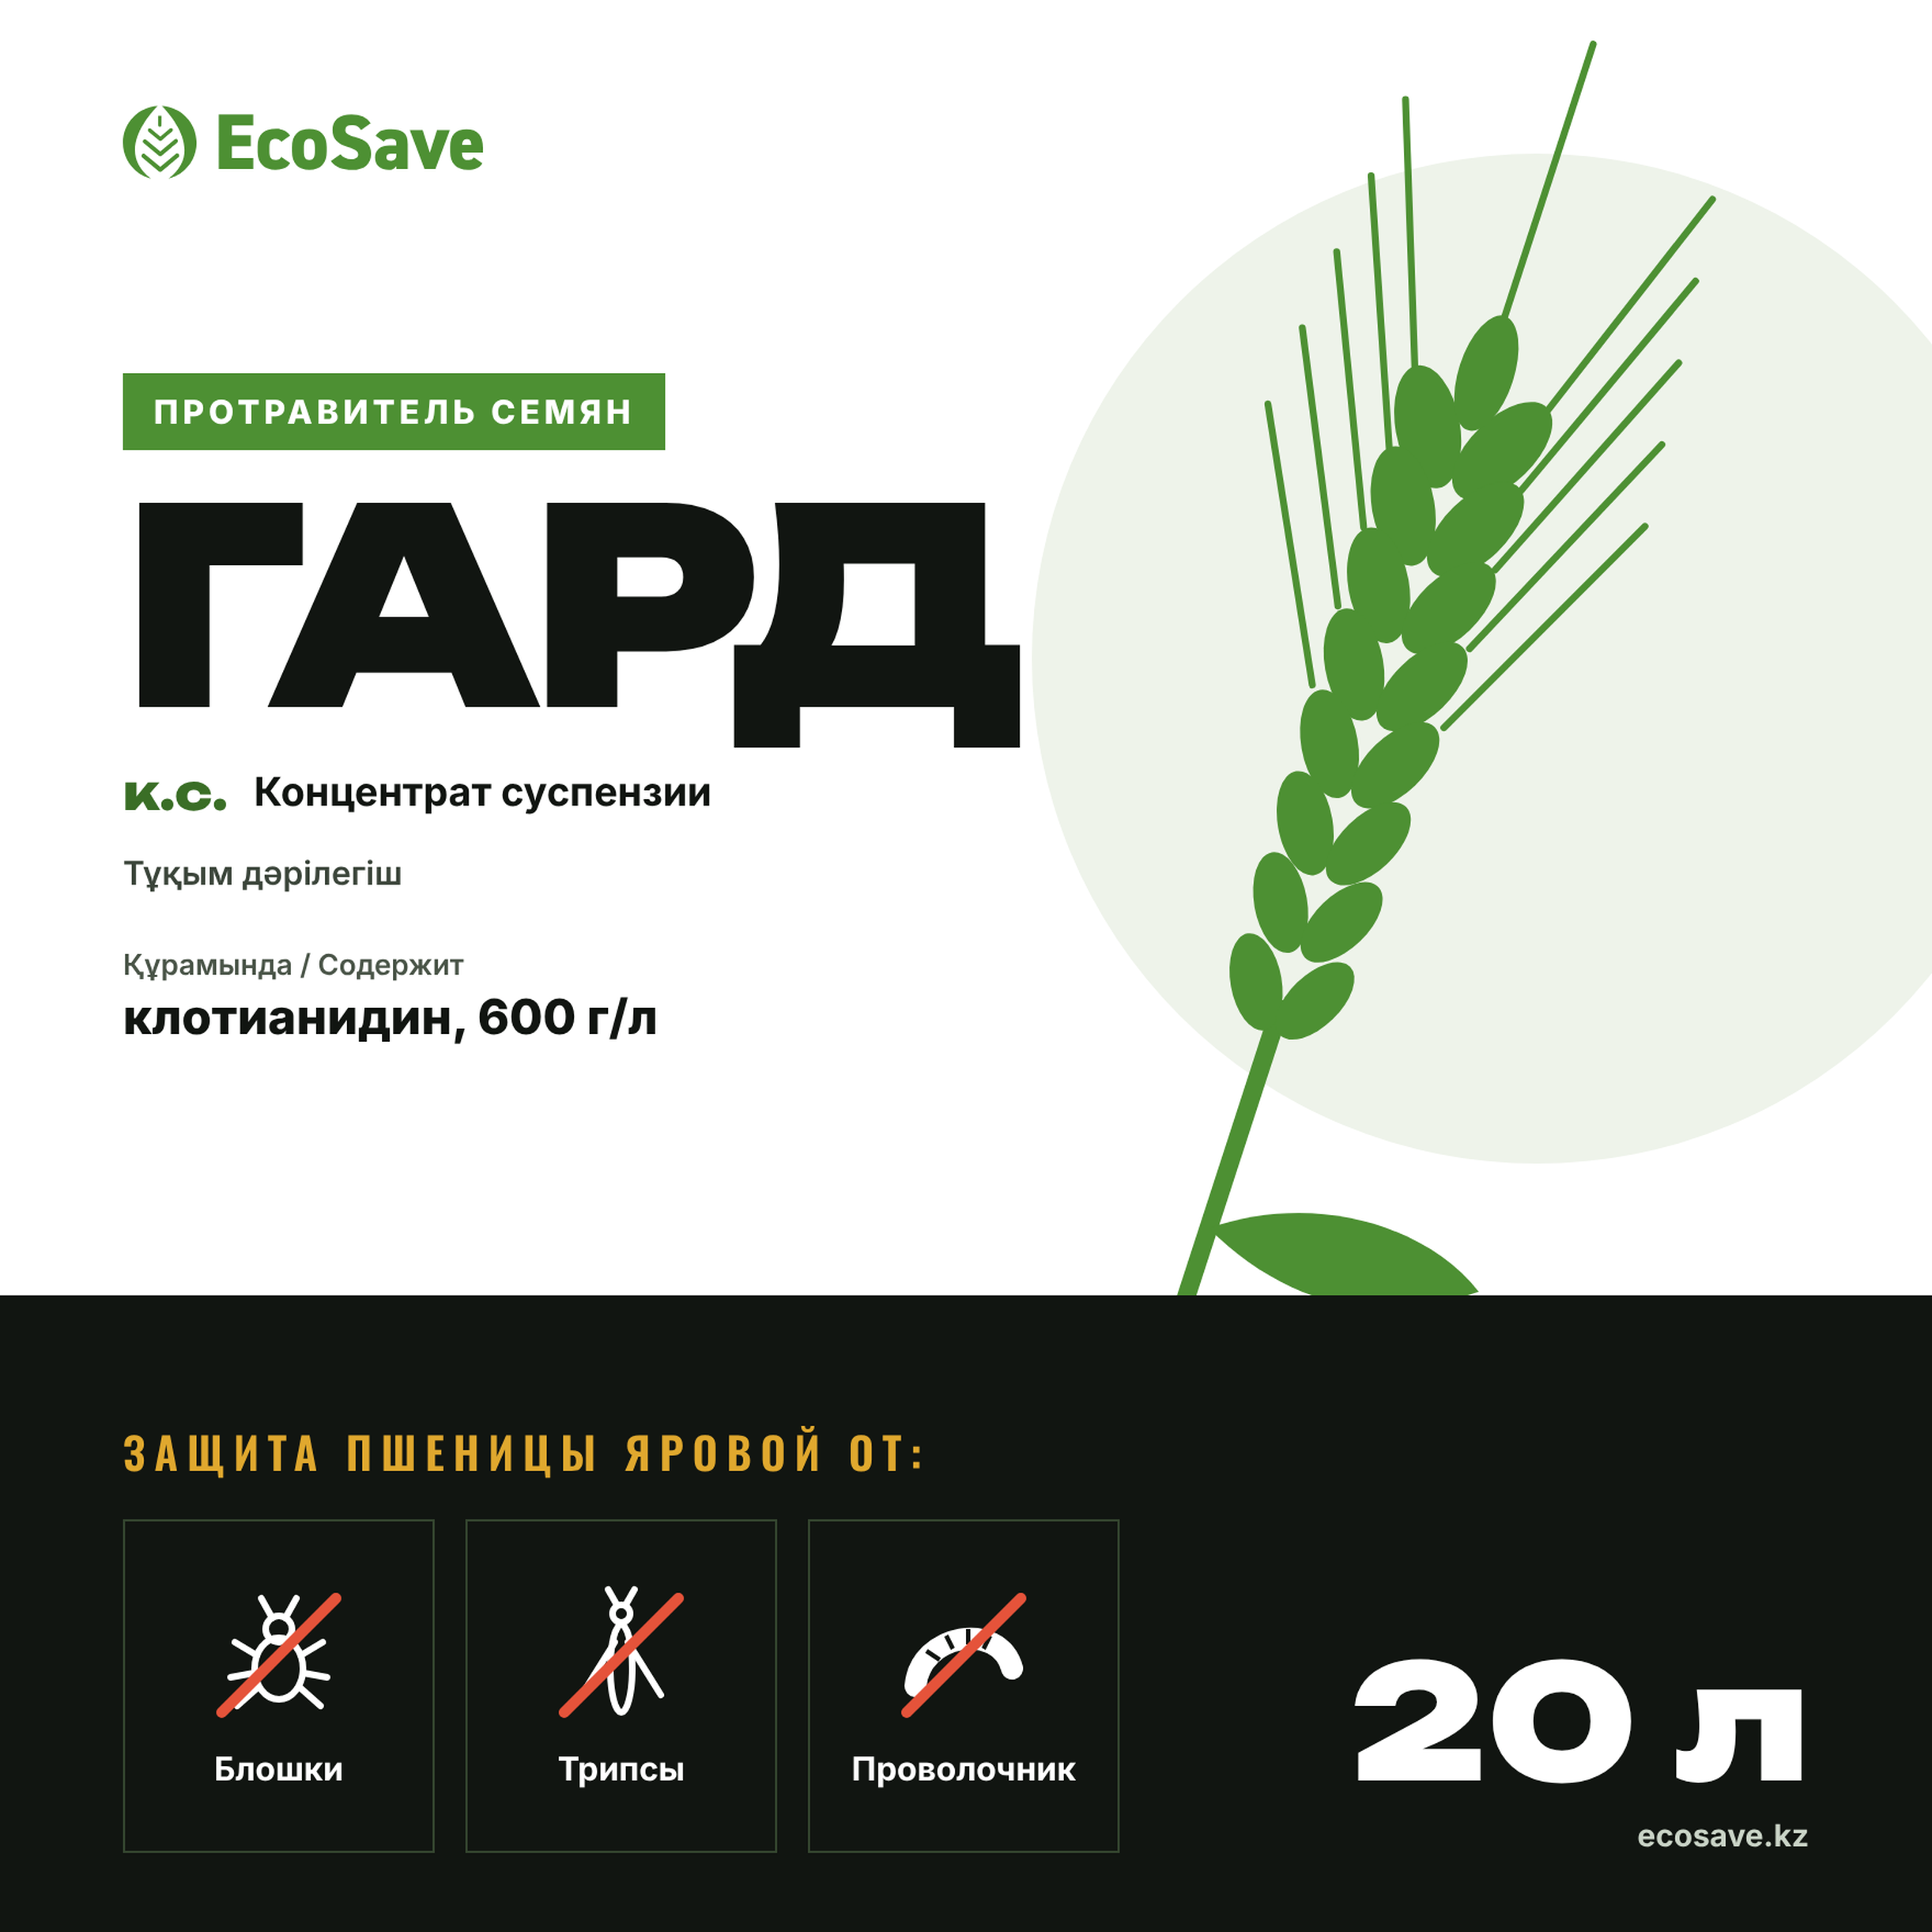 EcoSave
ПРОТРАВИТЕЛЬ СЕМЯН
ГАРД
к.с. Концентрат суспензии
Тұқым дәрілегіш
Құрамында / Содержит
клотианидин, 600 г/л
ЗАЩИТА ПШЕНИЦЫ ЯРОВОЙ ОТ:
Блошки
Трипсы
Проволочник
20 л
ecosave.kz